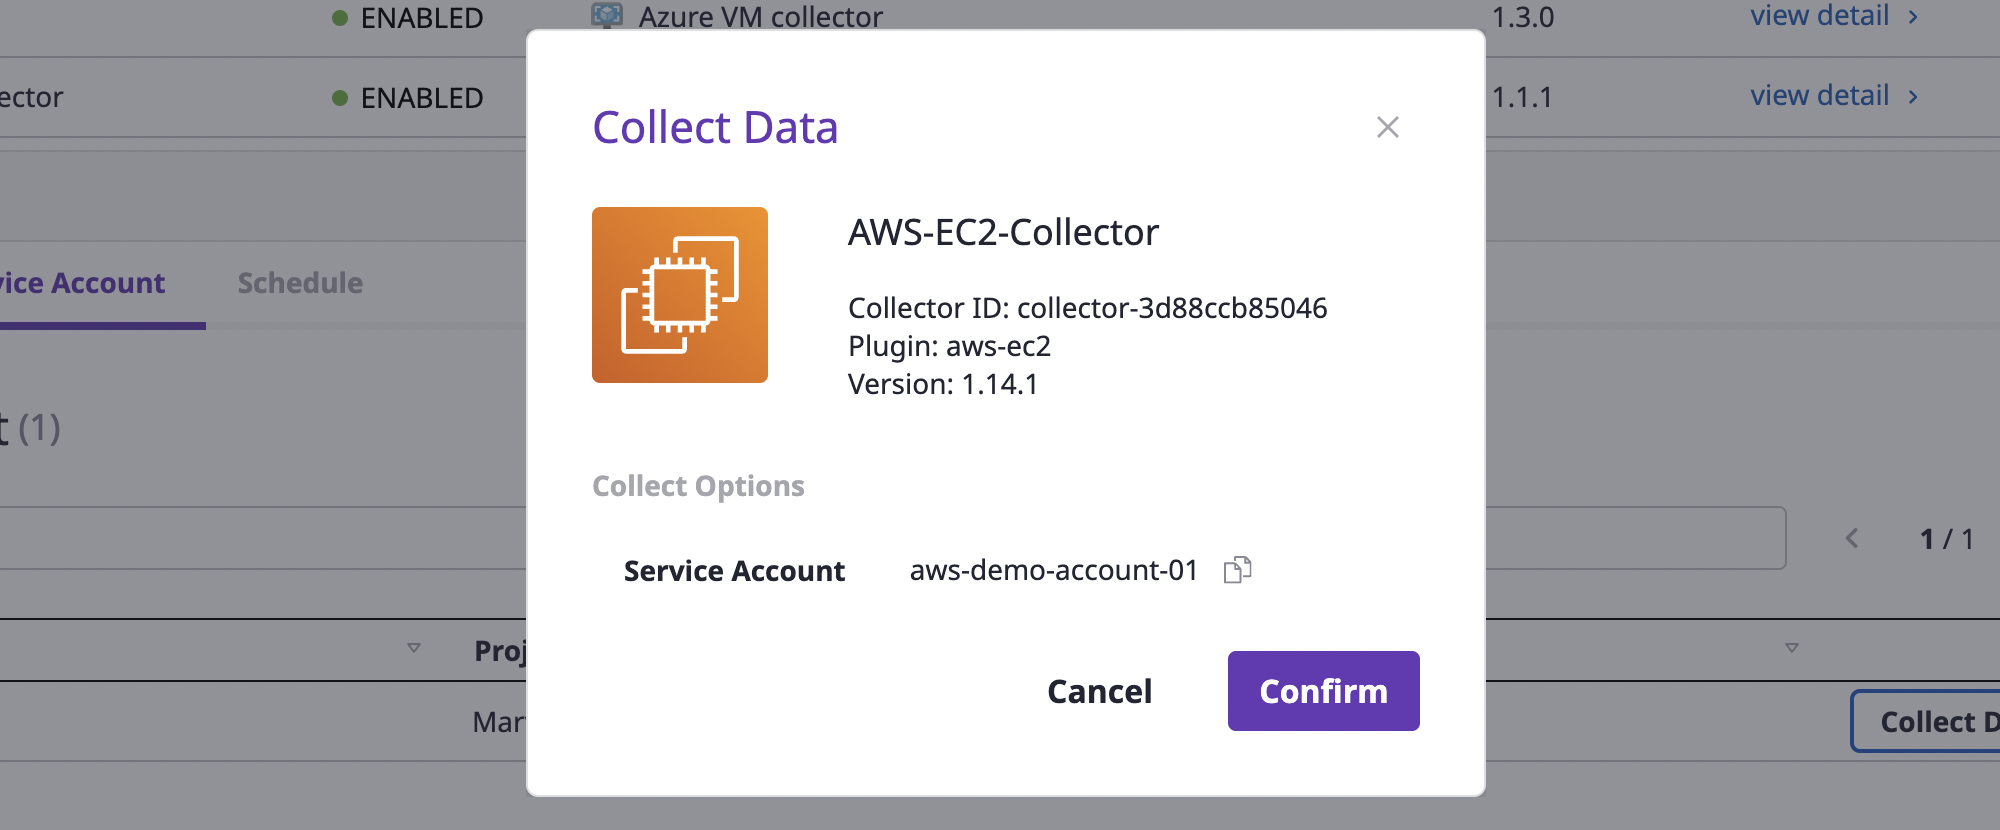 ENABLED Azure VM collector 1.3.0 view detail
ector ENABLED 1.1.1 view detail
Collect Data
AWS-EC2-Collector
Collector ID: collector-3d88ccb85046
Plugin: aws-ec2
Version: 1.14.1
vice Account Schedule
t (1)
Collect Options
1 / 1
Service Account aws-demo-account-01
Proj
Cancel Confirm
Mar
Collect D